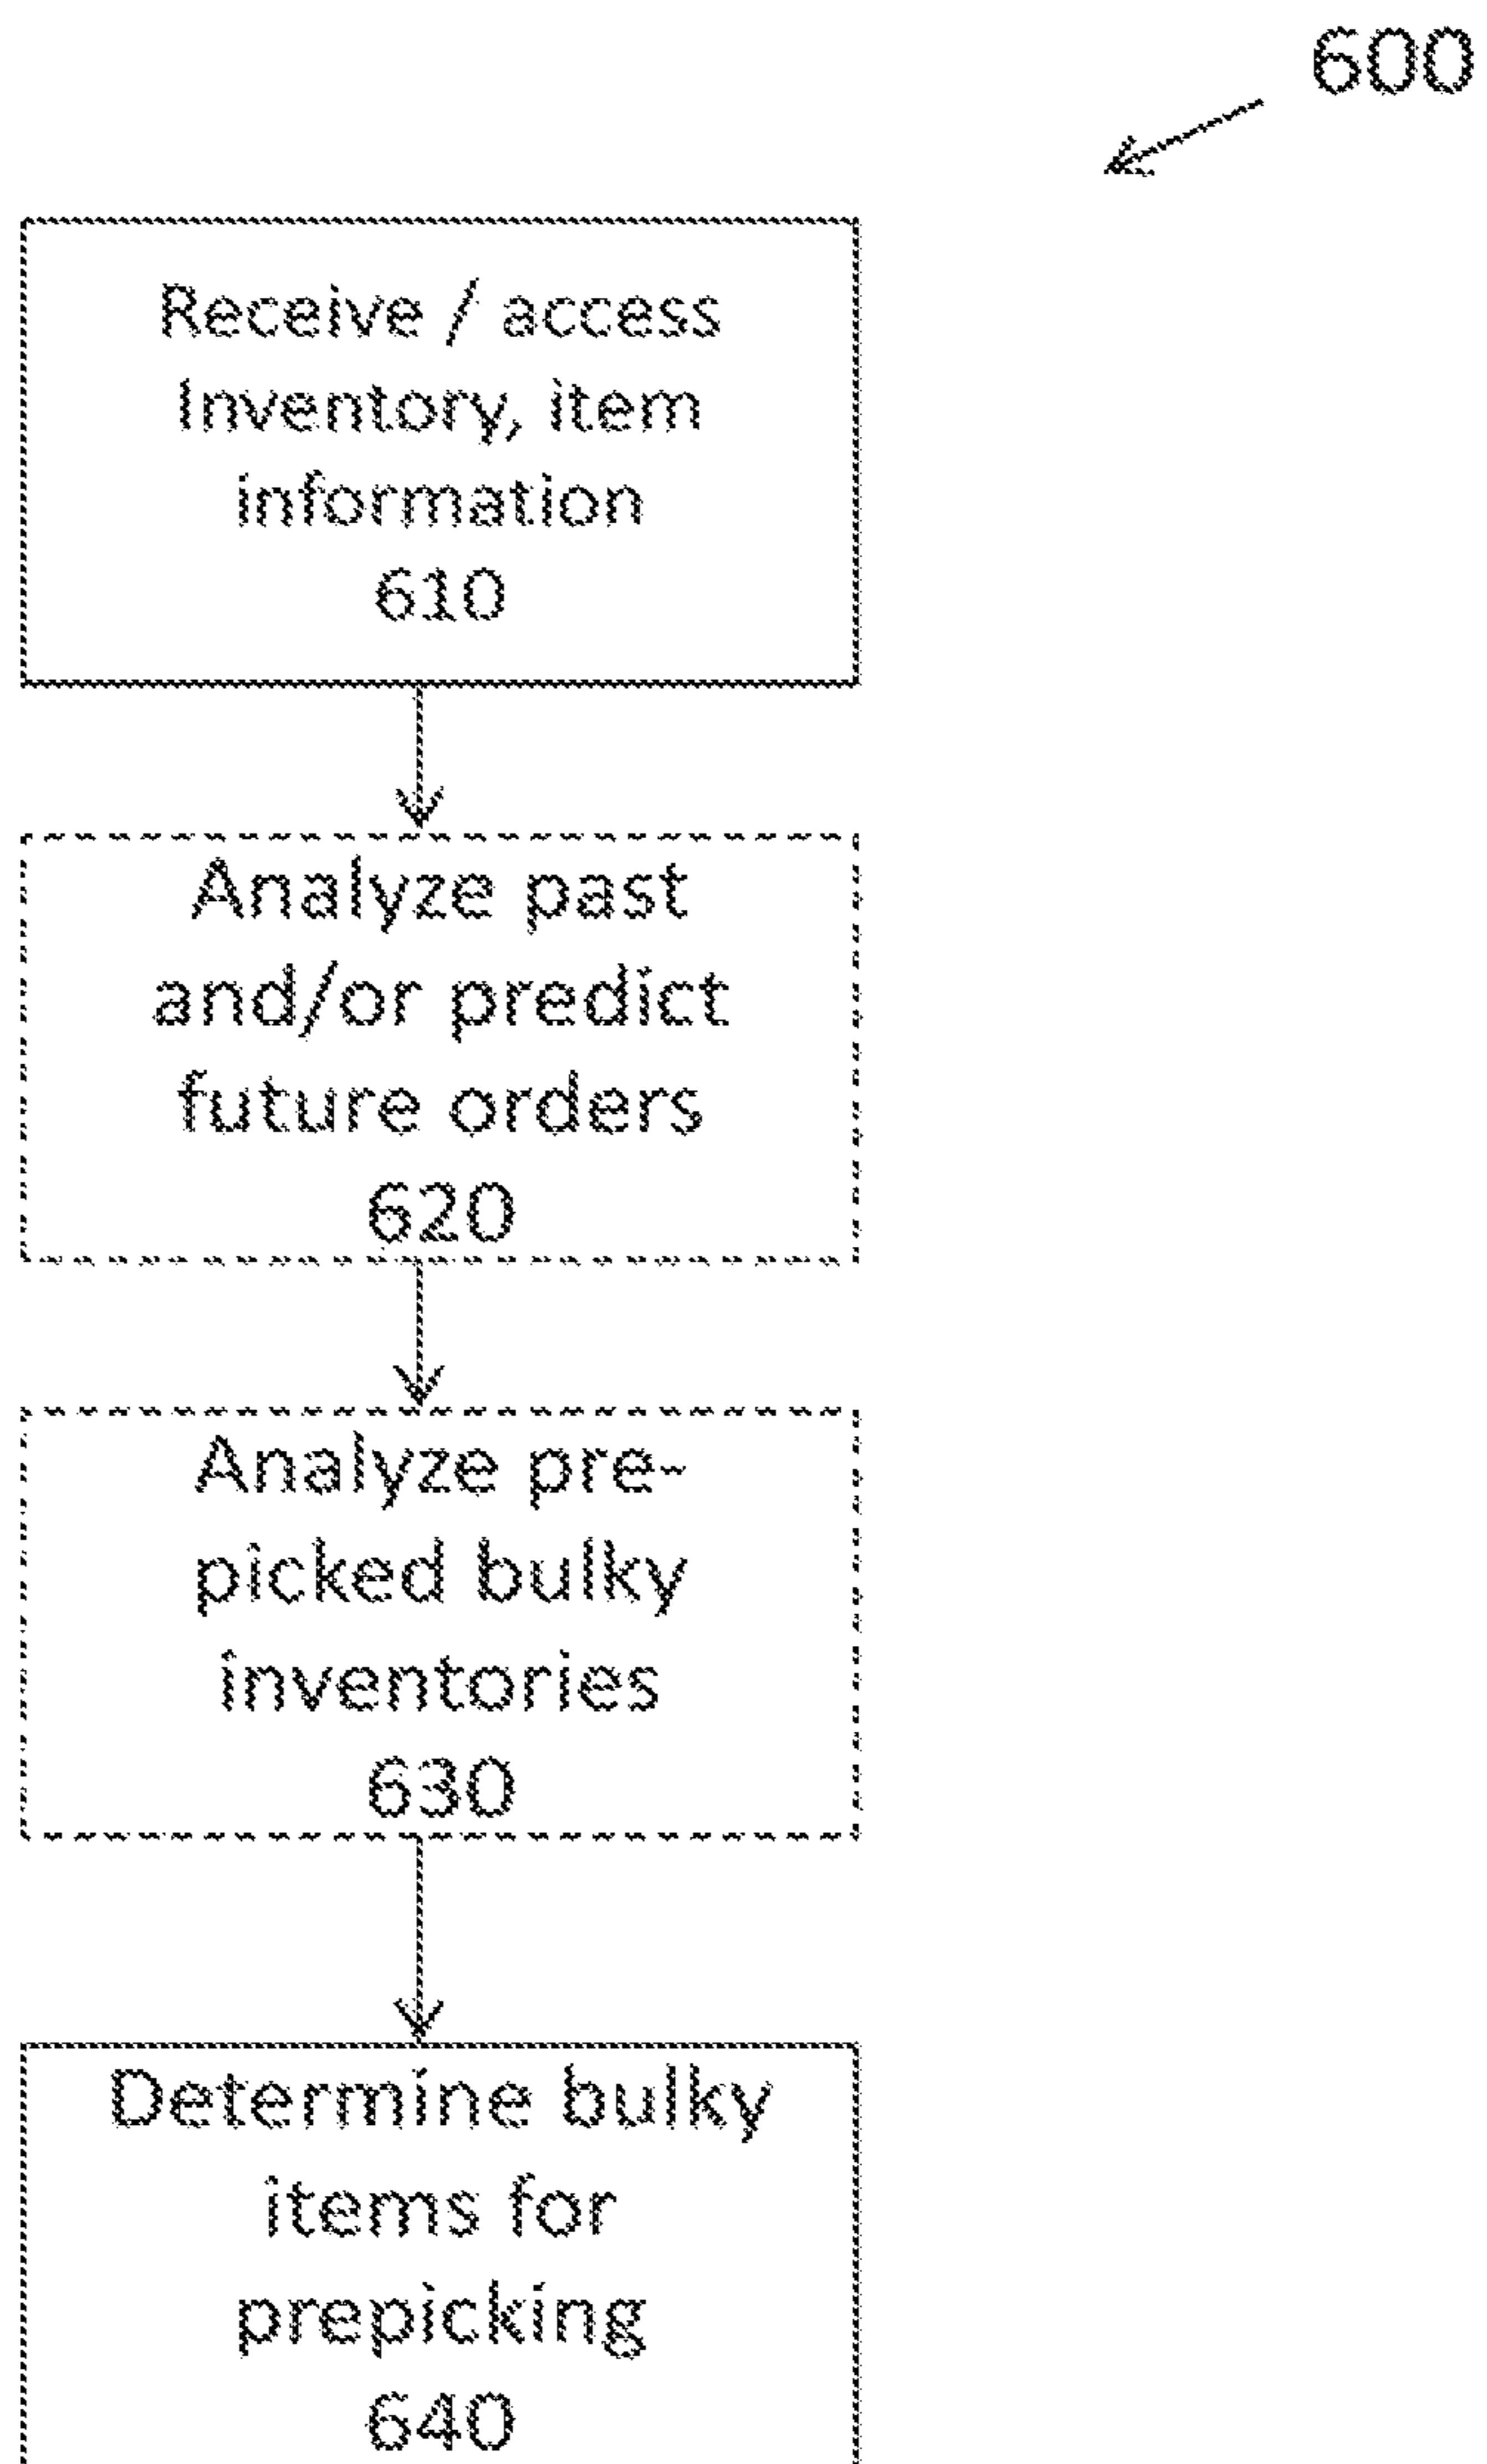 600
Receive / access
Inventory, item
information
610
Analyze past
and/or predict
future orders
620
Analyze pre-
picked bulky
inventories
630
Determine bulky
items for
prepicking
640